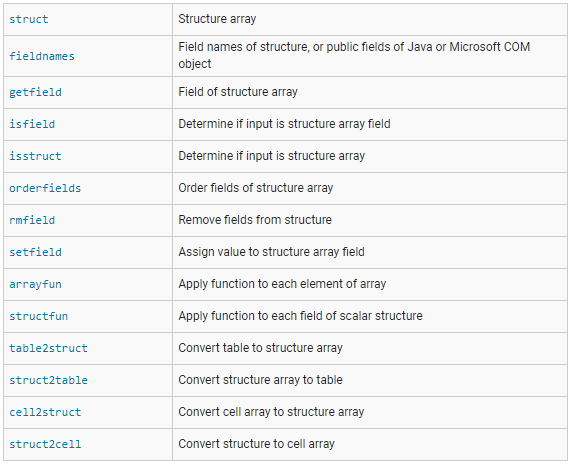 struct Structure array
fieldnames Field names of structure, or public fields of Java or Microsoft COM
object
getfield Field of structure array
isfield Determine if input is structure array field
isstruct Determine if input is structure array
orderfields Order fields of structure array
rmfield Remove fields from structure
setfield Assign value to structure array field
arrayfun Apply function to each element of array
structfun Apply function to each field of scalar structure
table2struct Convert table to structure array
struct2table Convert structure array to table
cell2struct Convert cell array to structure array
struct2cell Convert structure to cell array